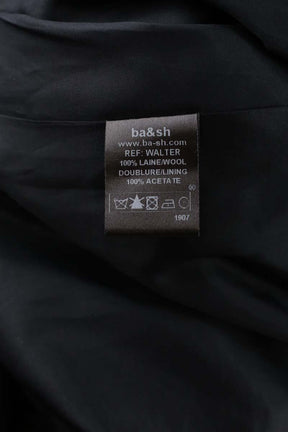 ba&sh
www.ba-sh.com
REF: WALTER
100% LAINE/WOOL
DOUBLURE/LINING
100% ACETATE
1907